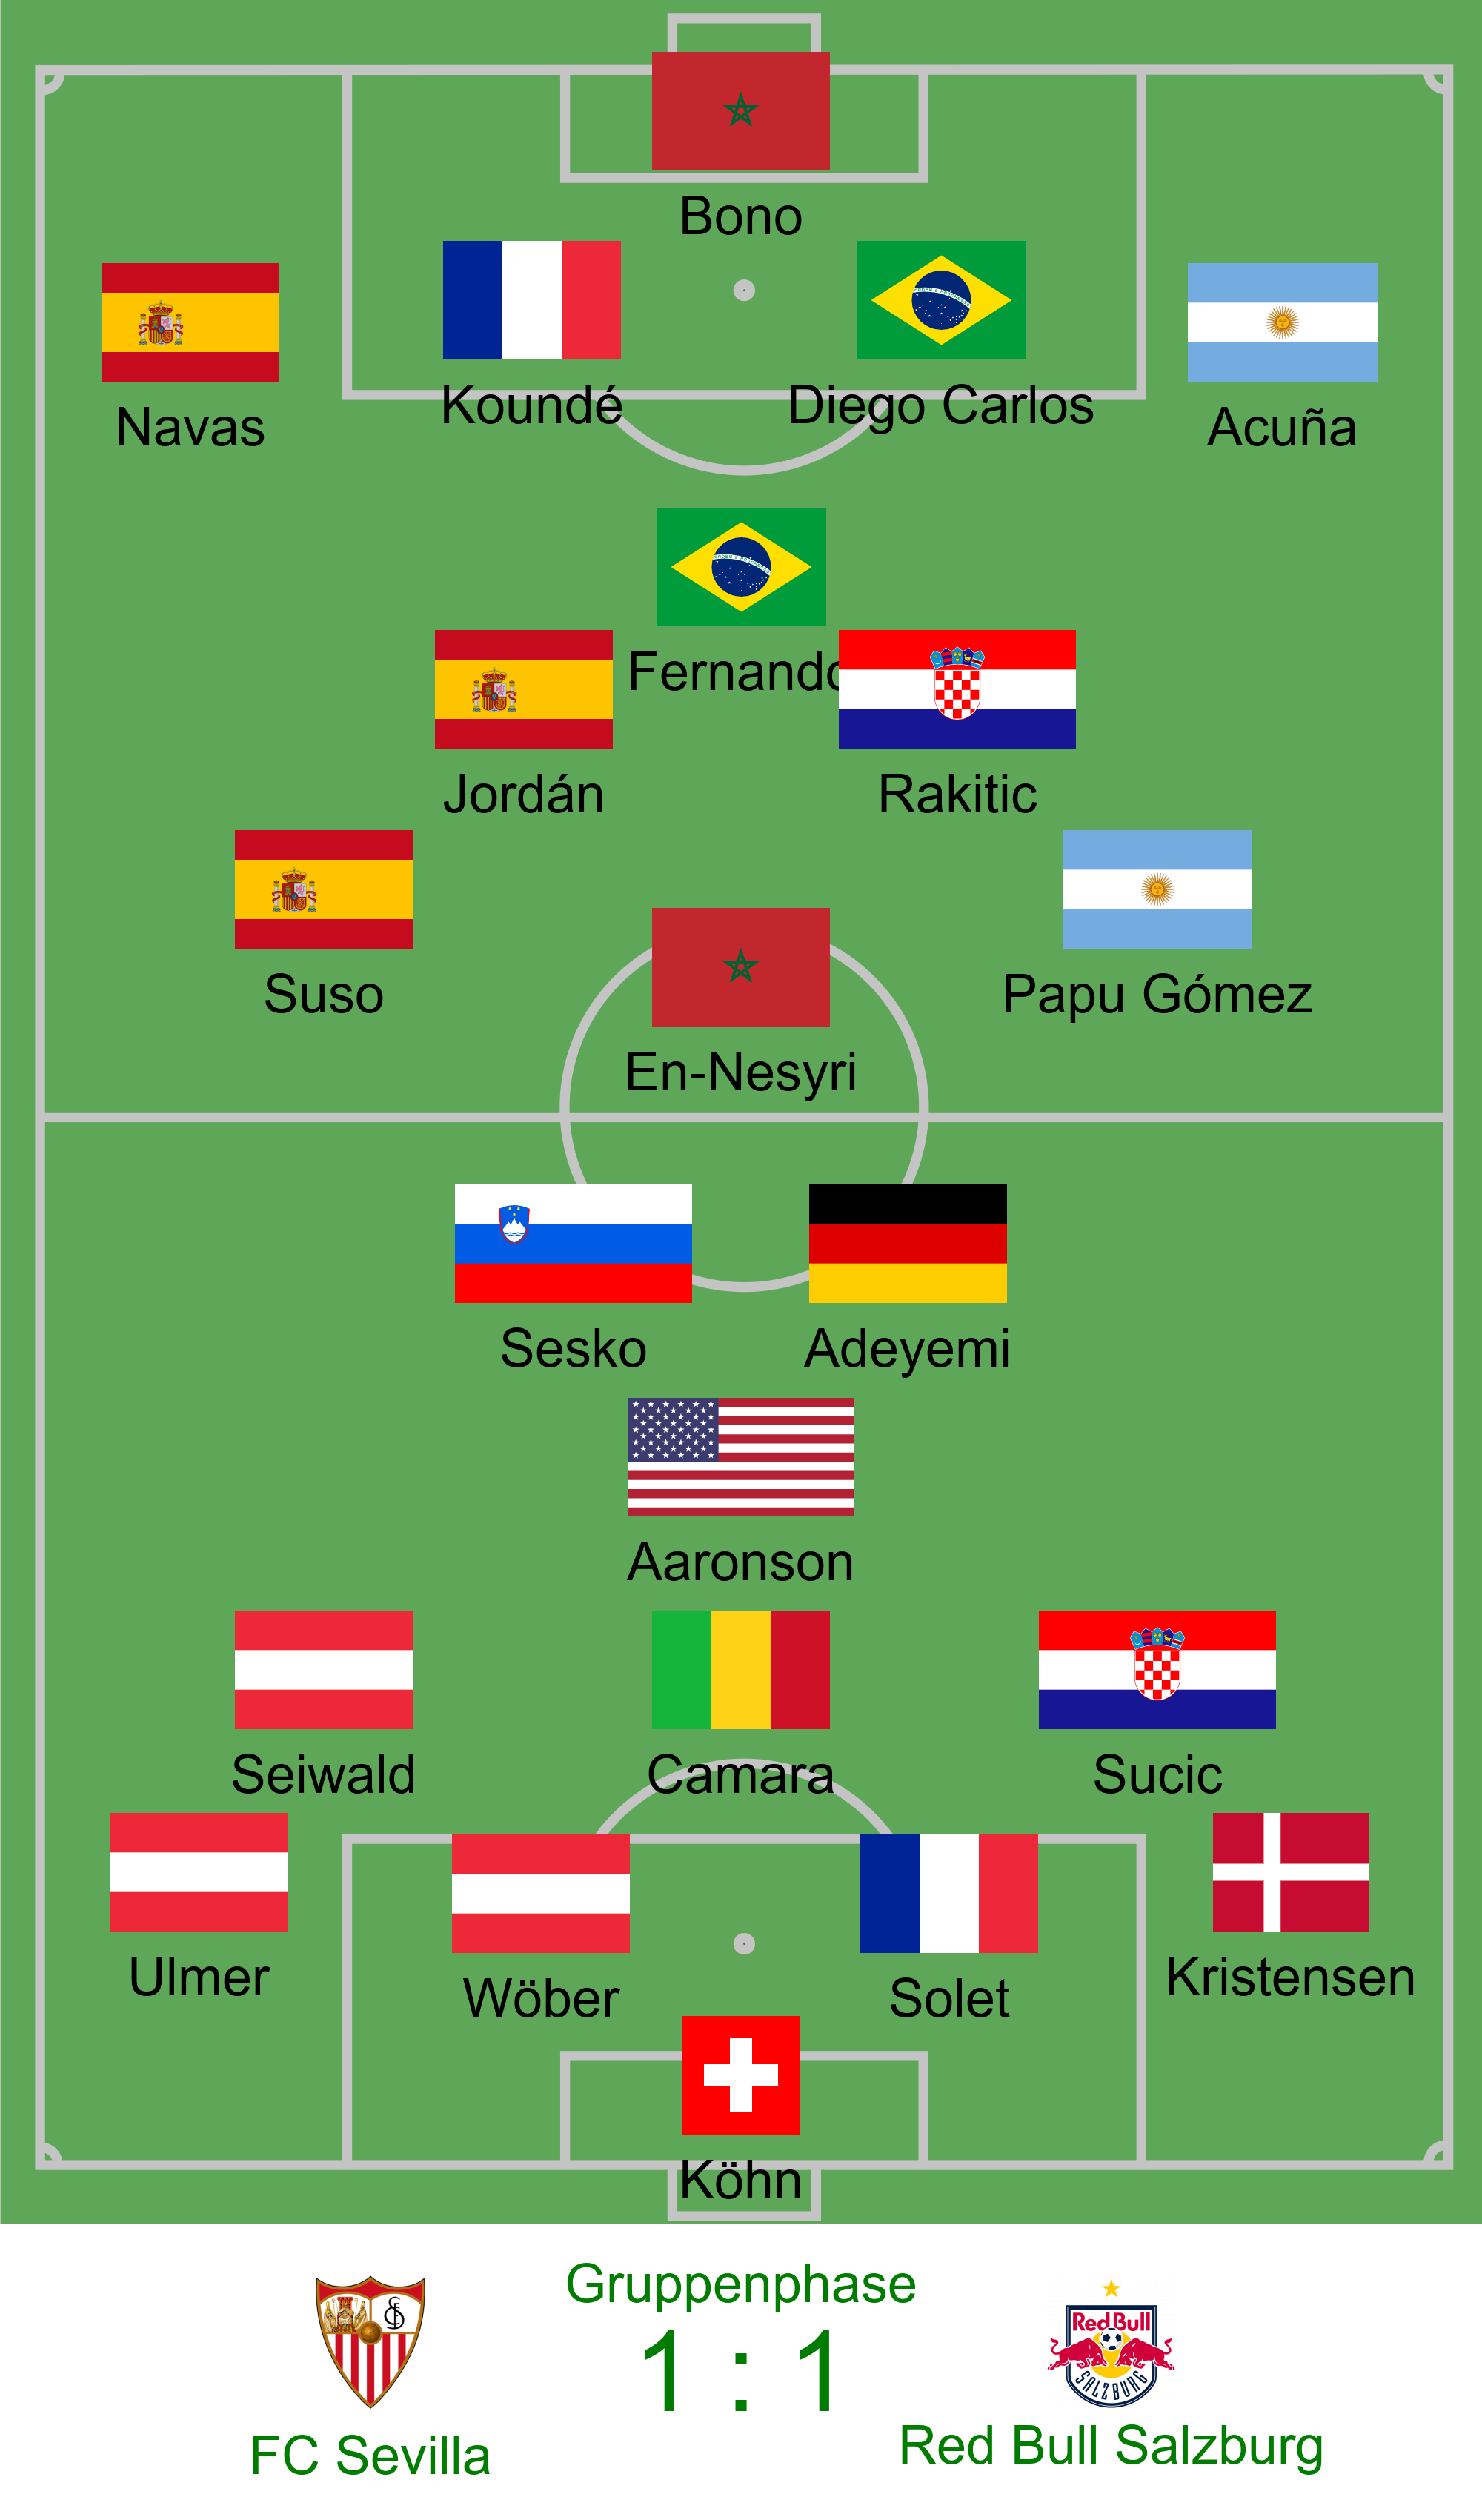 Bono
Navas
Koundé
Diego Carlos
Acuña
Fernando
Jordán
Rakitic
Suso
Papu Gómez
En-Nesyri
Sesko
Adeyemi
Aaronson
Seiwald
Camara
Sucic
Ulmer
Wöber
Solet
Kristensen
Köhn
Gruppenphase
1 : 1
Red Bull
SALZBURG
FC Sevilla
Red Bull Salzburg